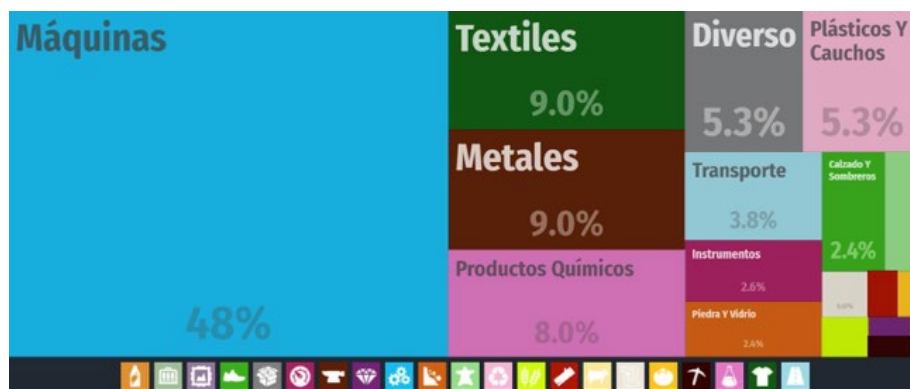 Máquinas
48%
Textiles
9.0%
Metales
9.0%
Productos Químicos
8.0%
Diverso
5.3%
Plásticos Y
Cauchos
5.3%
Transporte
3.8%
Instrumentos
2.6%
Piedra Y Vidrio
2.4%
Calzado Y
Sombreros
2.4%